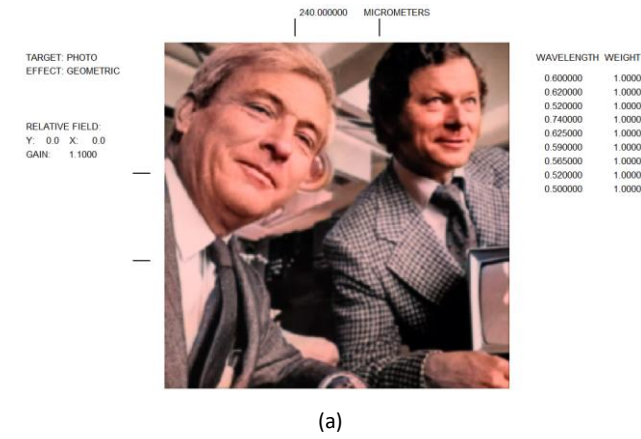 240.000000 MICROMETERS
TARGET: PHOTO
EFFECT: GEOMETRIC
RELATIVE FIELD:
Y: 0.0 X: 0.0
GAIN: 1.1000
WAVELENGTH WEIGHT
0.600000 1.0000
0.620000 1.0000
0.520000 1.0000
0.740000 1.0000
0.625000 1.0000
0.590000 1.0000
0.565000 1.0000
0.520000 1.0000
0.500000 1.0000
(a)